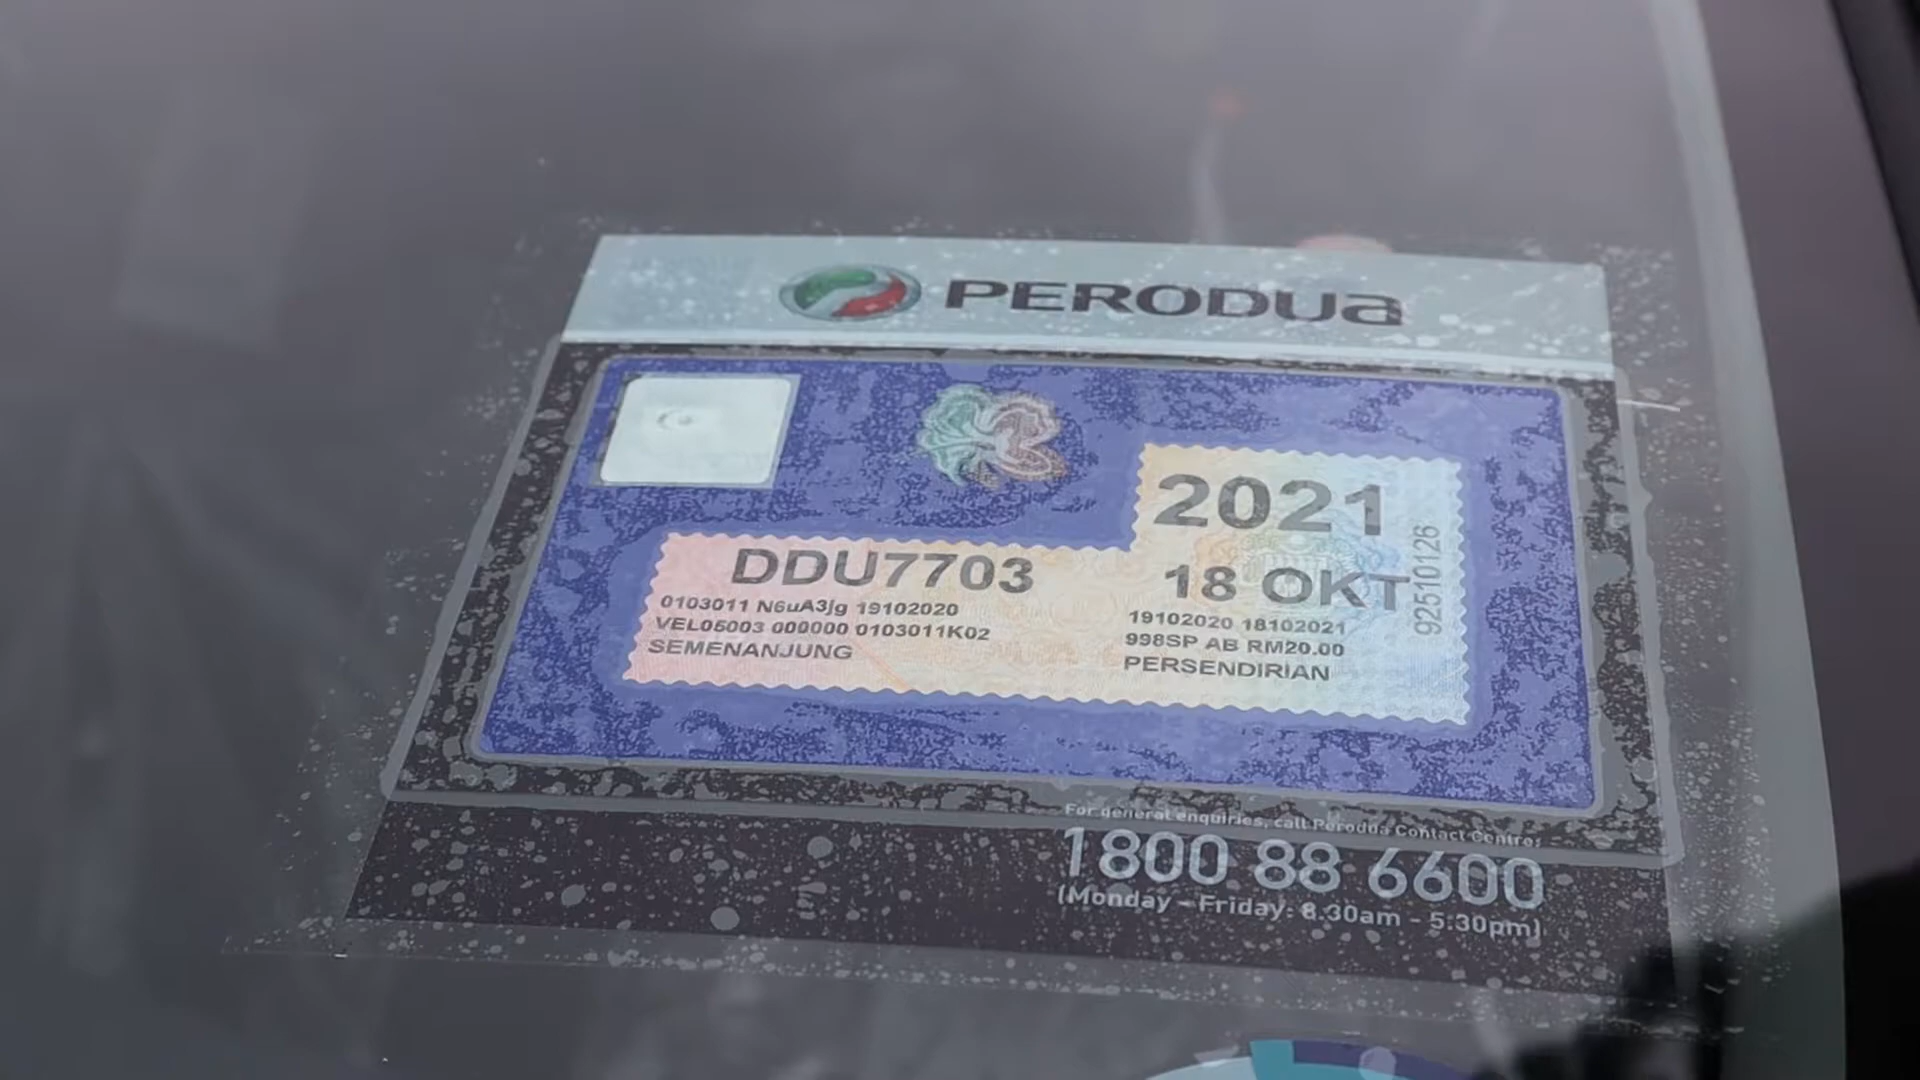 PERODUA
2021
DDU7703
18 OKT
92510126
0103011 N6uA3jg 19102020
VEL05003 000000 0103011K02
SEMENANJUNG
19102020 18102021
998SP AB RM20.00
PERSENDIRIAN
For general enquiries, call Perodua Contact Centre:
1800 88 6600
(Monday - Friday: 8.30am - 5.30pm)